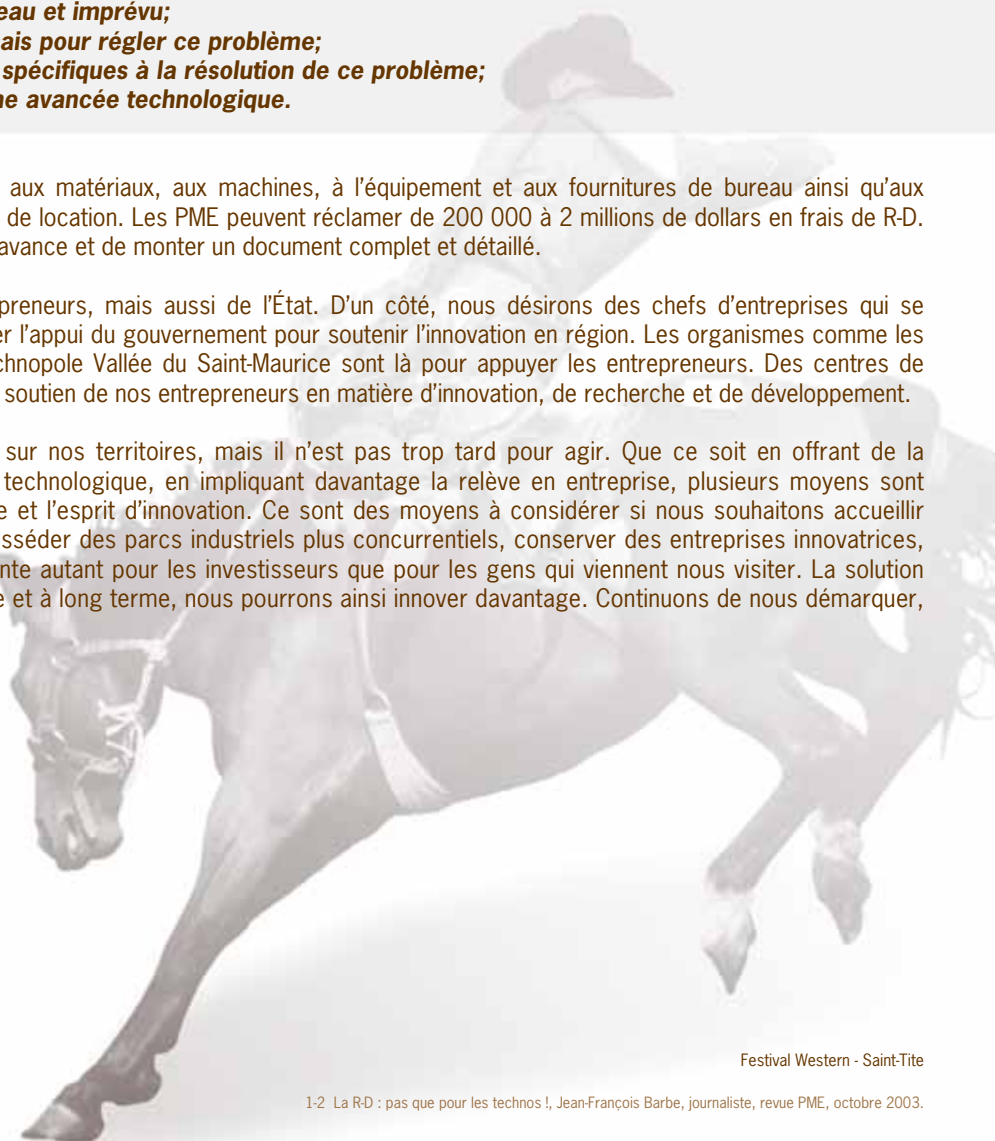 eau et imprévu;
ais pour régler ce problème;
spécifiques à la résolution de ce problème;
ne avancée technologique.
aux matériaux, aux machines, à l'équipement et aux fournitures de bureau ainsi qu'aux
de location. Les PME peuvent réclamer de 200 000 à 2 millions de dollars en frais de R-D.
avance et de monter un document complet et détaillé.
preneurs, mais aussi de l'État. D'un côté, nous désirons des chefs d'entreprises qui se
er l'appui du gouvernement pour soutenir l'innovation en région. Les organismes comme les
chnopole Vallée du Saint-Maurice sont là pour appuyer les entrepreneurs. Des centres de
soutien de nos entrepreneurs en matière d'innovation, de recherche et de développement.
sur nos territoires, mais il n'est pas trop tard pour agir. Que ce soit en offrant de la
technologique, en impliquant davantage la relève en entreprise, plusieurs moyens sont
e et l'esprit d'innovation. Ce sont des moyens à considérer si nous souhaitons accueillir
sséder des parcs industriels plus concurrentiels, conserver des entreprises innovatrices,
nte autant pour les investisseurs que pour les gens qui viennent nous visiter. La solution
e et à long terme, nous pourrons ainsi innover davantage. Continuons de nous démarquer,
Festival Western - Saint-Tite
1-2 La R-D : pas que pour les technos !, Jean-François Barbe, journaliste, revue PME, octobre 2003.